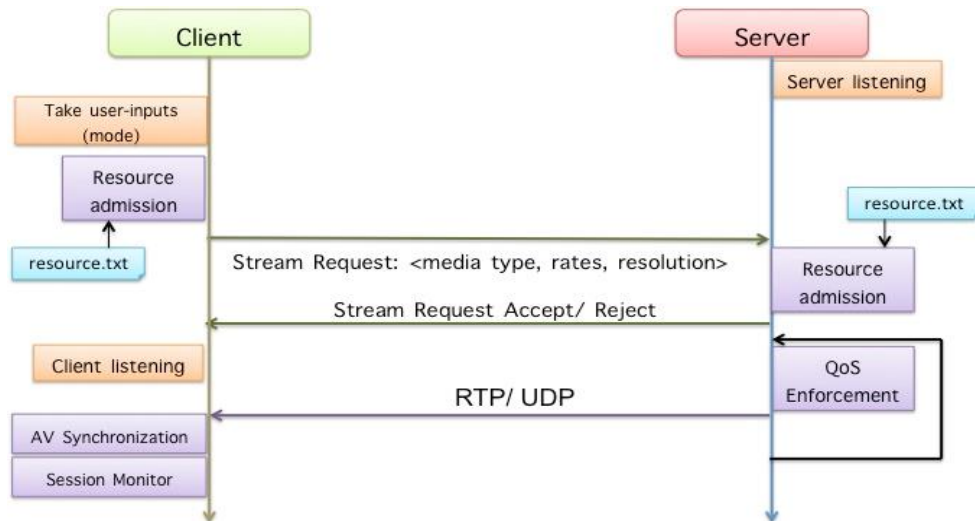 Client
Server
Server listening
Take user-inputs
(mode)
Resource
admission
resource.txt
resource.txt
Stream Request: <media type, rates, resolution>
Resource
admission
Stream Request Accept/ Reject
Client listening
QoS
Enforcement
RTP/ UDP
AV Synchronization
Session Monitor